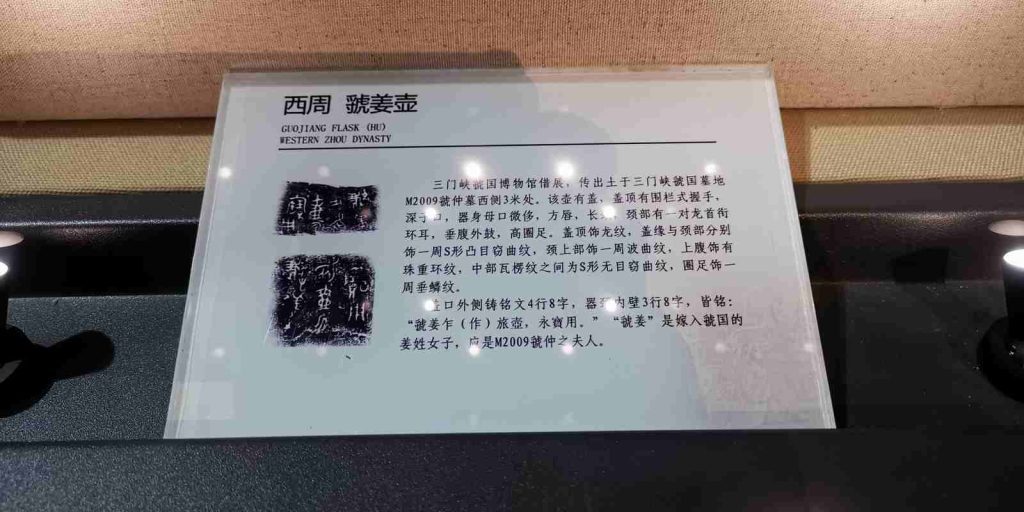 西周 虢姜壶
GUOJIANG FLASK (HU)
WESTERN ZHOU DYNASTY
三门峡虢国博物馆借展，传出土于三门峡虢国墓地
M2009虢仲墓西侧3米处。该壶有盖，盖顶有围栏式握手，
深子口，器身母口微侈，方唇，长，颈部有一对龙首衔
环耳，垂腹外鼓，高圈足。盖顶饰龙纹，盖缘与颈部分别
饰一周S形凸目窃曲纹，颈上部饰一周波曲纹，上腹饰有
珠重环纹，中部瓦楞纹之间为S形无目窃曲纹，圈足饰一
周垂鳞纹。
盖口外侧铸铭文4行8字，器内壁3行8字，皆铭：
“虢姜乍（作）旅壶，永寶用。”“虢姜”是嫁入虢国的
姜姓女子，应是M2009虢仲之夫人。